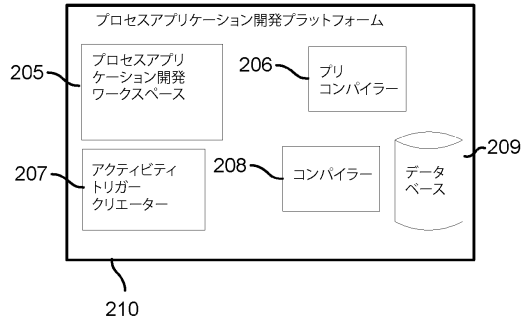 プロセスアプリケーション開発プラットフォーム
205
プロセスアプリ
ケーション開発
ワークスペース
206
プリ
コンパイラー
207
アクティビティ
トリガー
クリエーター
208
コンパイラー
データ
ベース
209
210